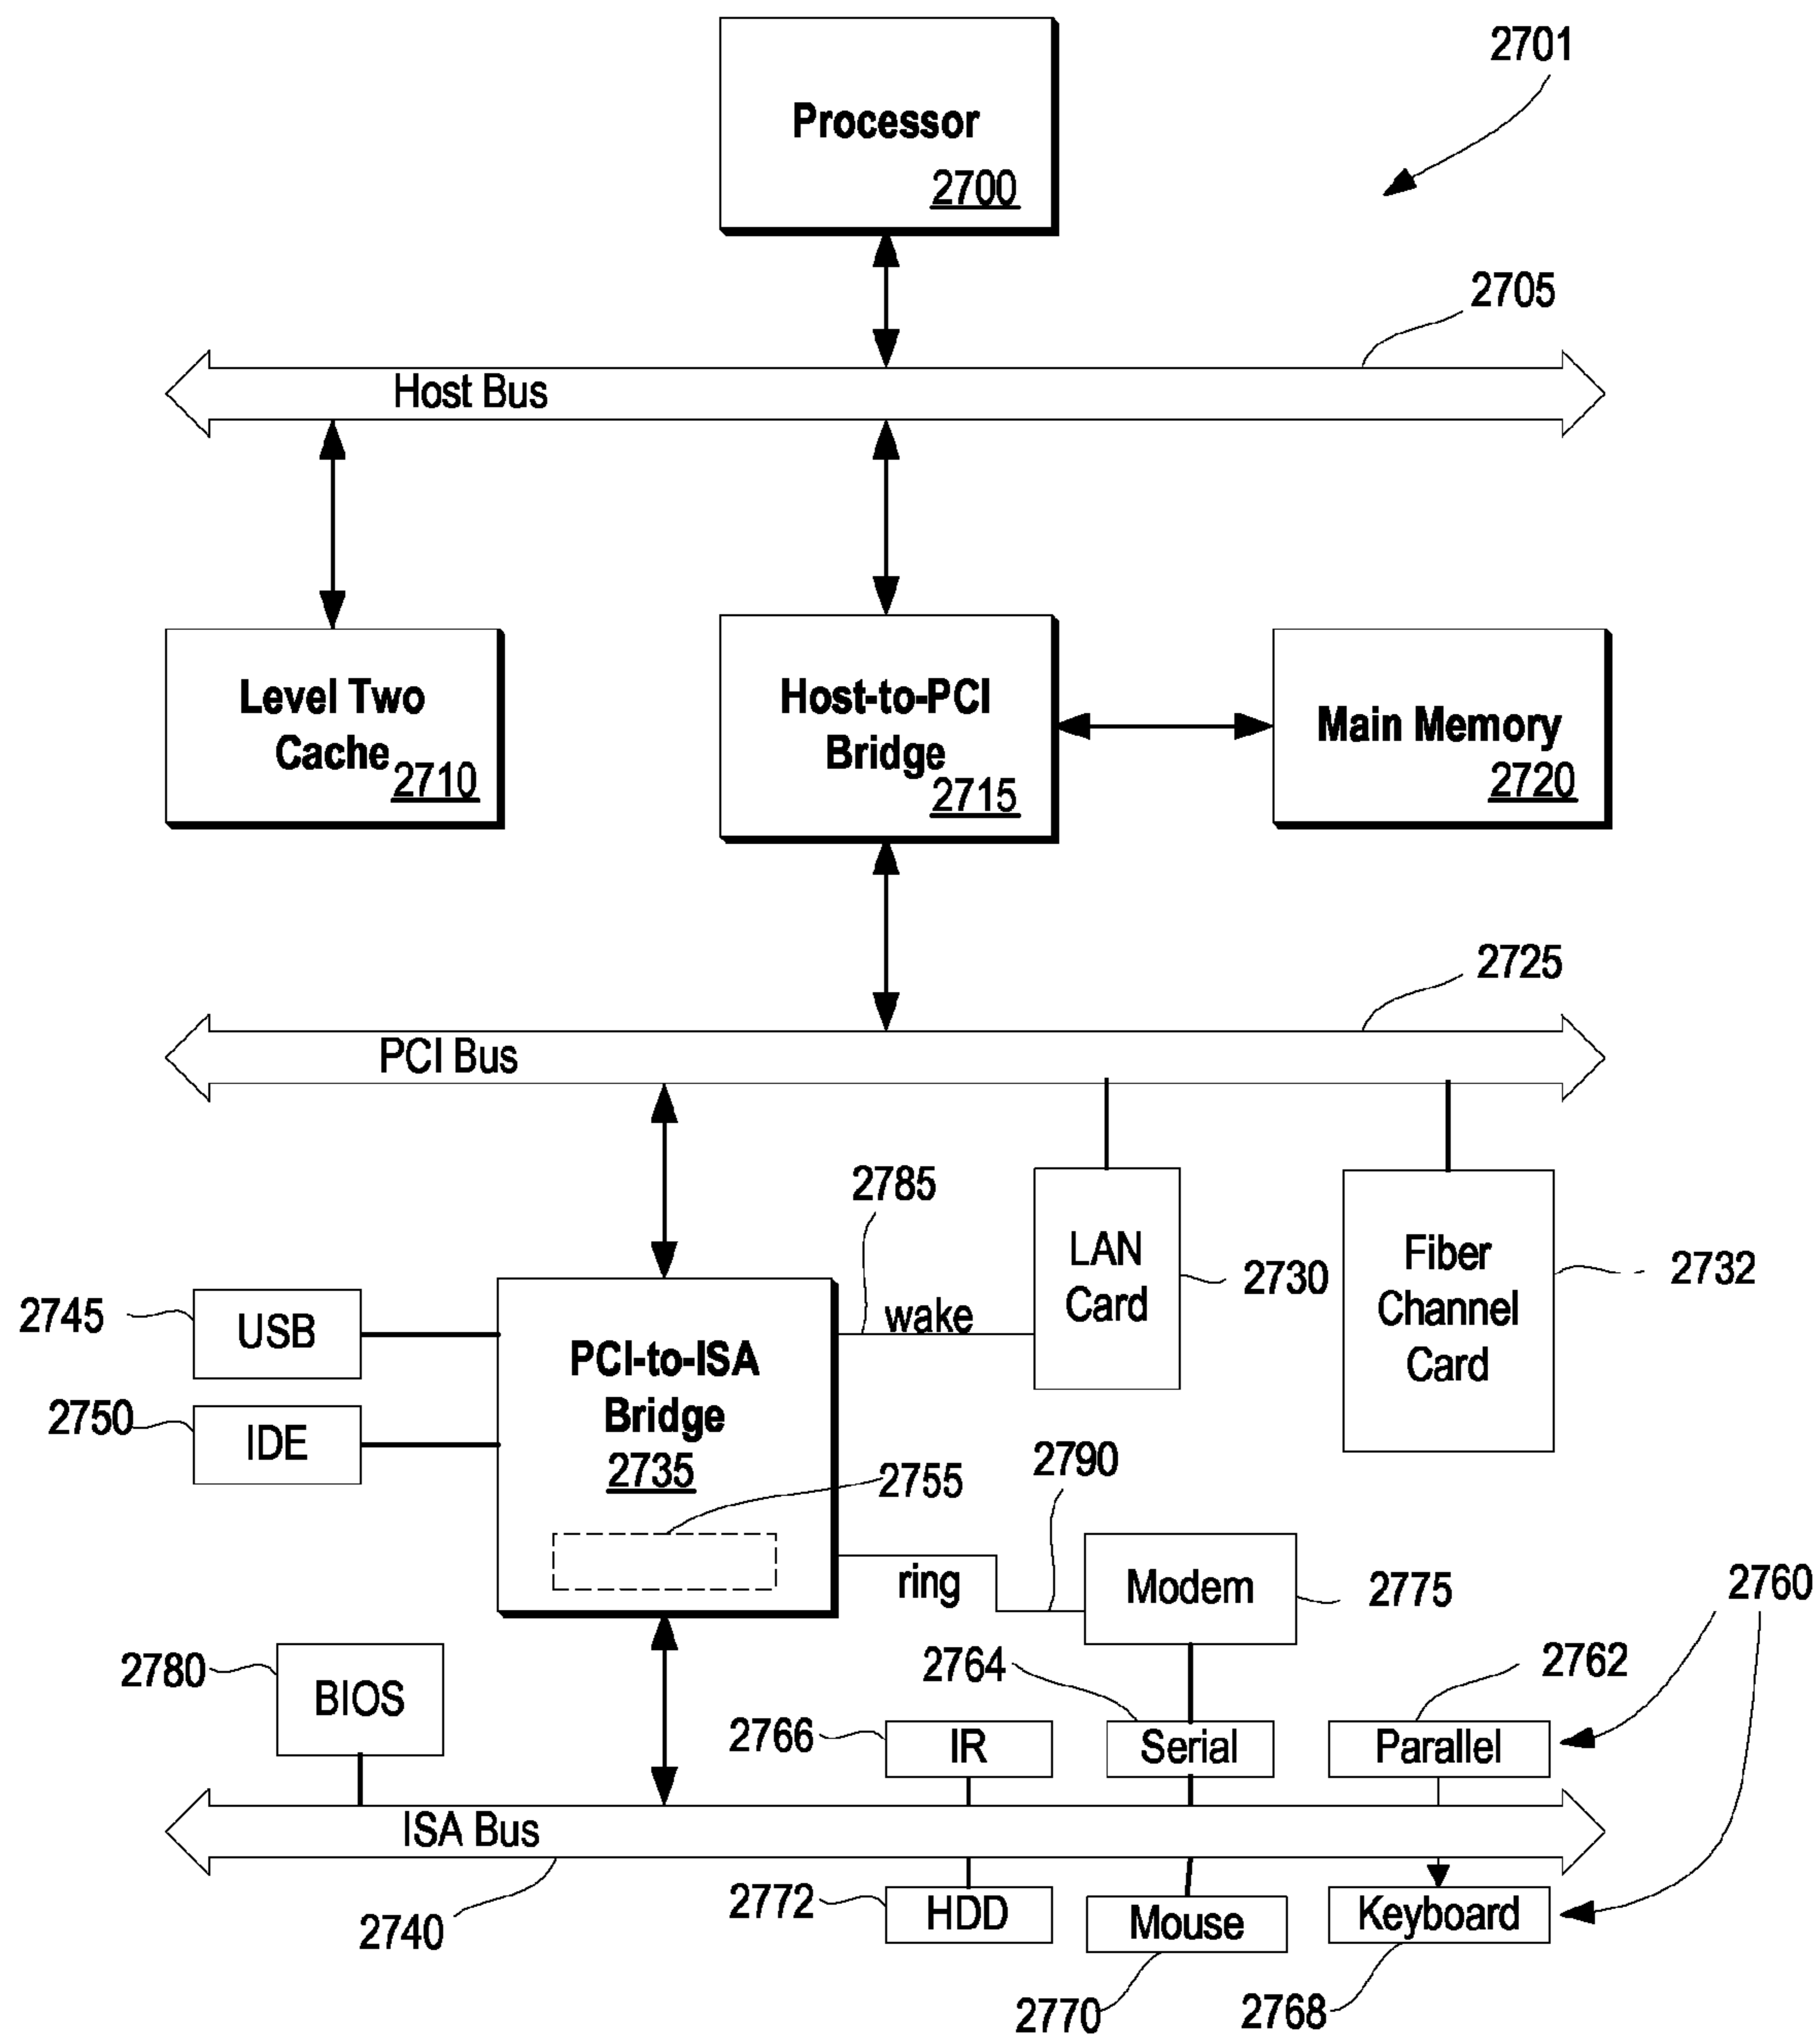 2701
Processor
2700
2705
Host Bus
Level Two
Cache
2710
Host-to-PCI
Bridge
2715
Main Memory
2720
2725
PCI Bus
2785
LAN
Card
2730
Fiber
Channel
Card
2732
2745
USB
wake
PCI-to-ISA
Bridge
2735
2750
IDE
2755
2790
ring
Modem
2775
2760
2780
BIOS
2764
2762
2766
IR
Serial
Parallel
ISA Bus
2740
2772
HDD
Mouse
Keyboard
2770
2768